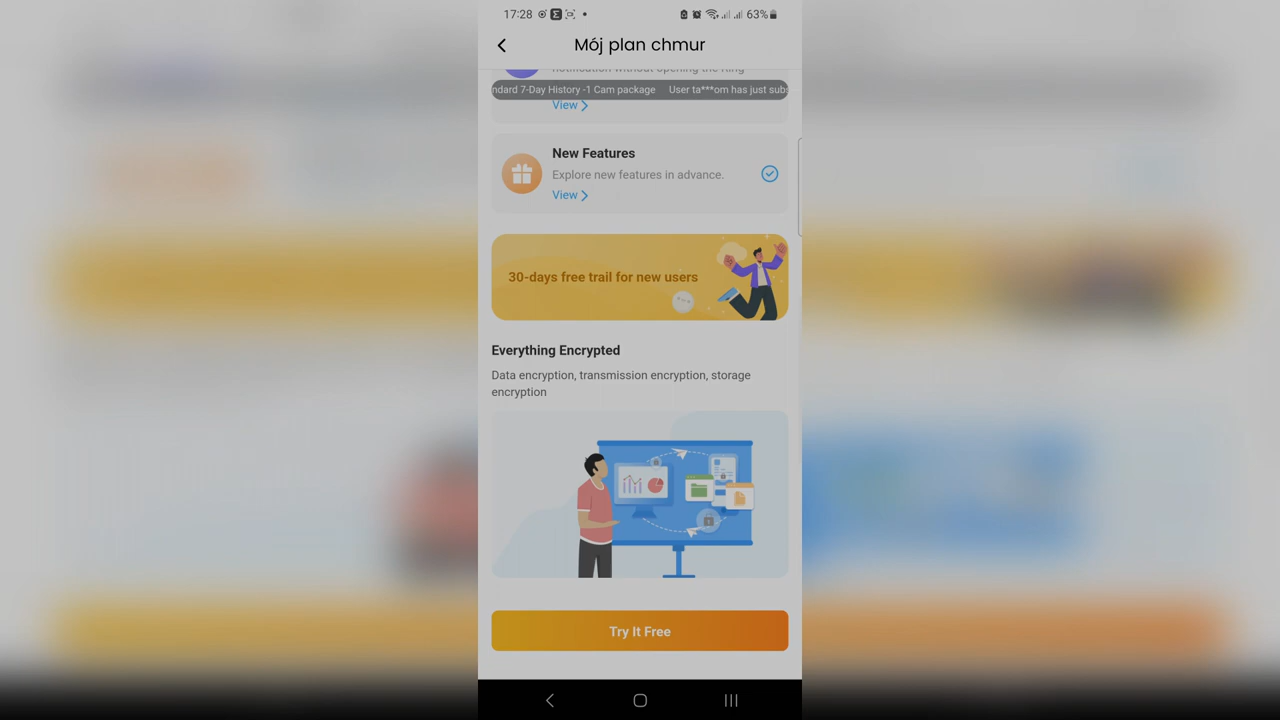 17:28
63%
Mój plan chmur
notification without opening the Ring
ndard 7-Day History -1 Cam package User ta***om has just subs
View >
New Features
Explore new features in advance.
View >
30-days free trail for new users
Everything Encrypted
Data encryption, transmission encryption, storage
encryption
Try It Free